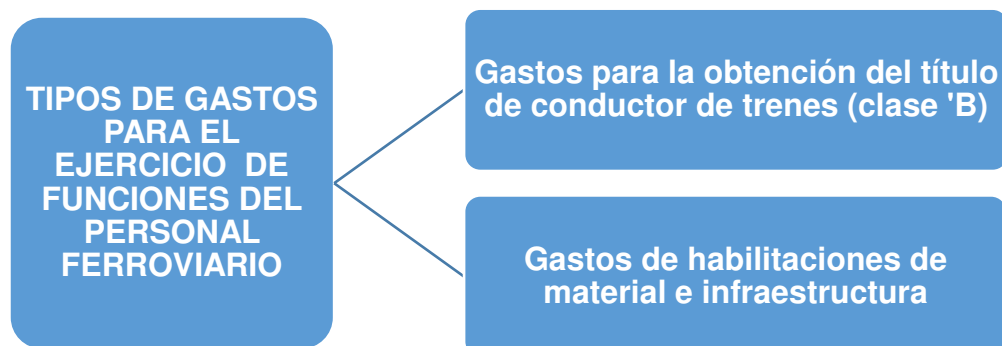 TIPOS DE GASTOS
PARA EL
EJERCICIO DE
FUNCIONES DEL
PERSONAL
FERROVIARIO
Gastos para la obtención del título
de conductor de trenes (clase 'B)
Gastos de habilitaciones de
material e infraestructura